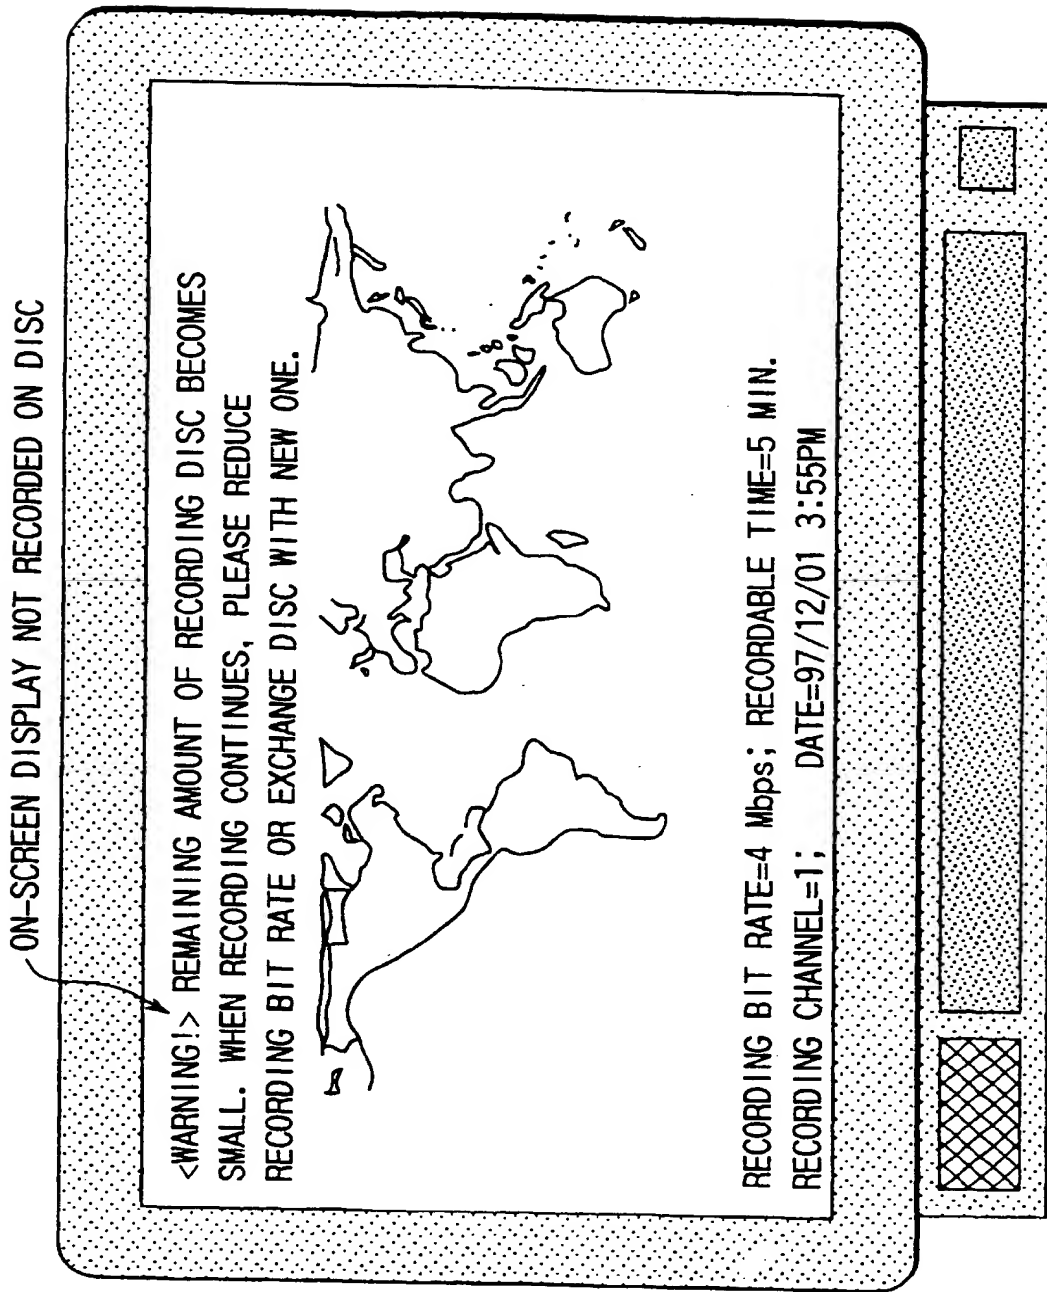 ON-SCREEN DISPLAY NOT RECORDED ON DISC
<WARNING!> REMAINING AMOUNT OF RECORDING DISC BECOMES
SMALL. WHEN RECORDING CONTINUES, PLEASE REDUCE
RECORDING BIT RATE OR EXCHANGE DISC WITH NEW ONE.
RECORDING BIT RATE=4 Mbps; RECORDABLE TIME=5 MIN.
RECORDING CHANNEL=1; DATE=97/12/01 3:55PM